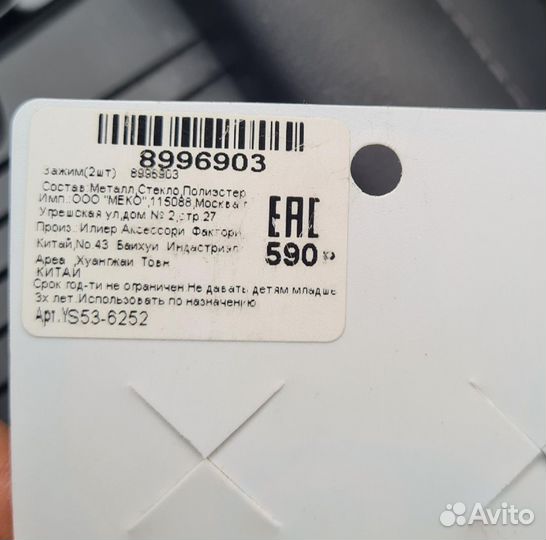 8996903
Зажим(2шт) 8996903
Состав:Металл,Стекло,Полиэстер
Имп.:ООО "МЕКО",115088,Москва г
Угрешская ул,дом № 2,стр.27
Произ.:Илиер Аксессори Фактори,
Китай,No.43 Баихуи Индастриал
Ареа ,Хуангжаи Товн
КИТАЙ
Срок год-ти не ограничен.Не давать детям младше
3х лет.Использовать по назначению
Арт.YS53-6252
EAC
590
Avito